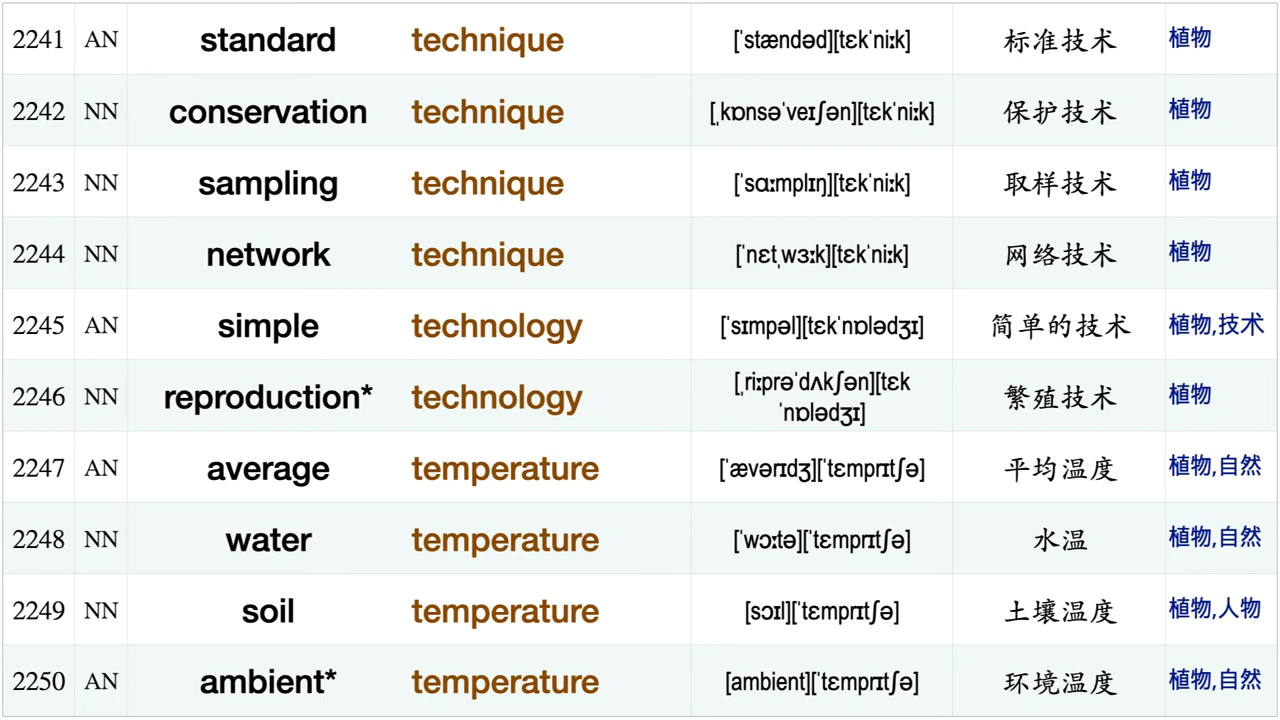 2241 AN standard technique [ˈstændəd][tɛkˈniːk] 标准技术 植物
2242 NN conservation technique [ˌkɒnsəˈveɪʃən][tɛkˈniːk] 保护技术 植物
2243 NN sampling technique [ˈsɑːmplɪŋ][tɛkˈniːk] 取样技术 植物
2244 NN network technique [ˈnɛtˌwɜːk][tɛkˈniːk] 网络技术 植物
2245 AN simple technology [ˈsɪmpəl][tɛkˈnɒlədʒɪ] 简单的技术 植物,技术
2246 NN reproduction* technology [ˌriːprəˈdʌkʃən][tɛk
ˈnɒlədʒɪ] 繁殖技术 植物
2247 AN average temperature [ˈævərɪdʒ][ˈtɛmprɪtʃə] 平均温度 植物,自然
2248 NN water temperature [ˈwɔːtə][ˈtɛmprɪtʃə] 水温 植物,自然
2249 NN soil temperature [sɔɪl][ˈtɛmprɪtʃə] 土壤温度 植物,人物
2250 AN ambient* temperature [ambient][ˈtɛmprɪtʃə] 环境温度 植物,自然